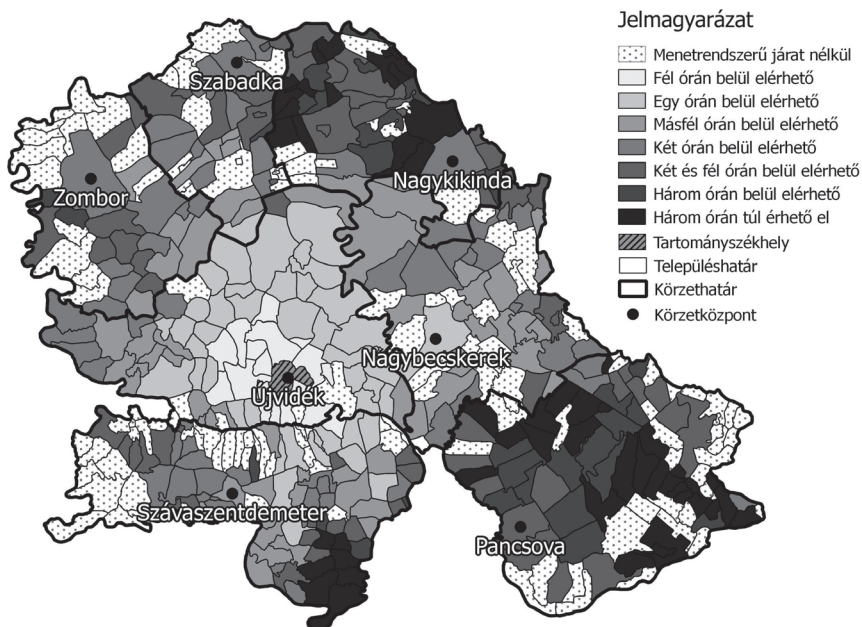 Jelmagyarázat
Menetrendszerű járat nélkül
Fél órán belül elérhető
Egy órán belül elérhető
Másfél órán belül elérhető
Két órán belül elérhető
Két és fél órán belül elérhető
Három órán belül elérhető
Három órán túl érhető el
Tartományszékhely
Településhatár
Körzethatár
Körzetközpont
Szabadka
Nagykikinda
Zombor
Nagybecskerek
Újvidék
Szávaszentdemeter
Pancsova